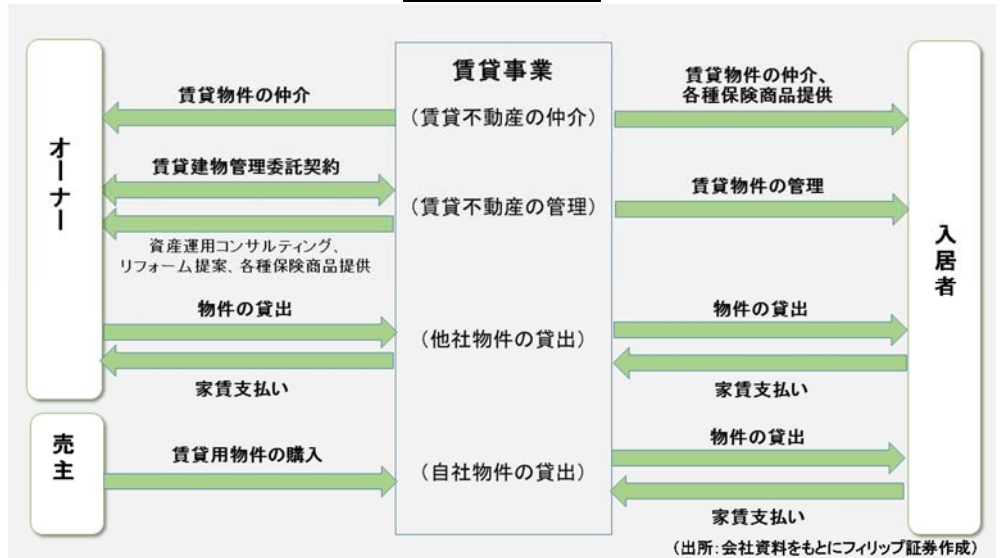 賃貸事業
オーナー
賃貸物件の仲介
(賃貸不動産の仲介)
賃貸物件の仲介、
各種保険商品提供
賃貸建物管理委託契約
(賃貸不動産の管理)
賃貸物件の管理
資産運用コンサルティング、
リフォーム提案、各種保険商品提供
入居者
物件の貸出
(他社物件の貸出)
物件の貸出
家賃支払い
家賃支払い
売主
賃貸用物件の購入
(自社物件の貸出)
物件の貸出
家賃支払い
(出所:会社資料をもとにフィリップ証券作成)